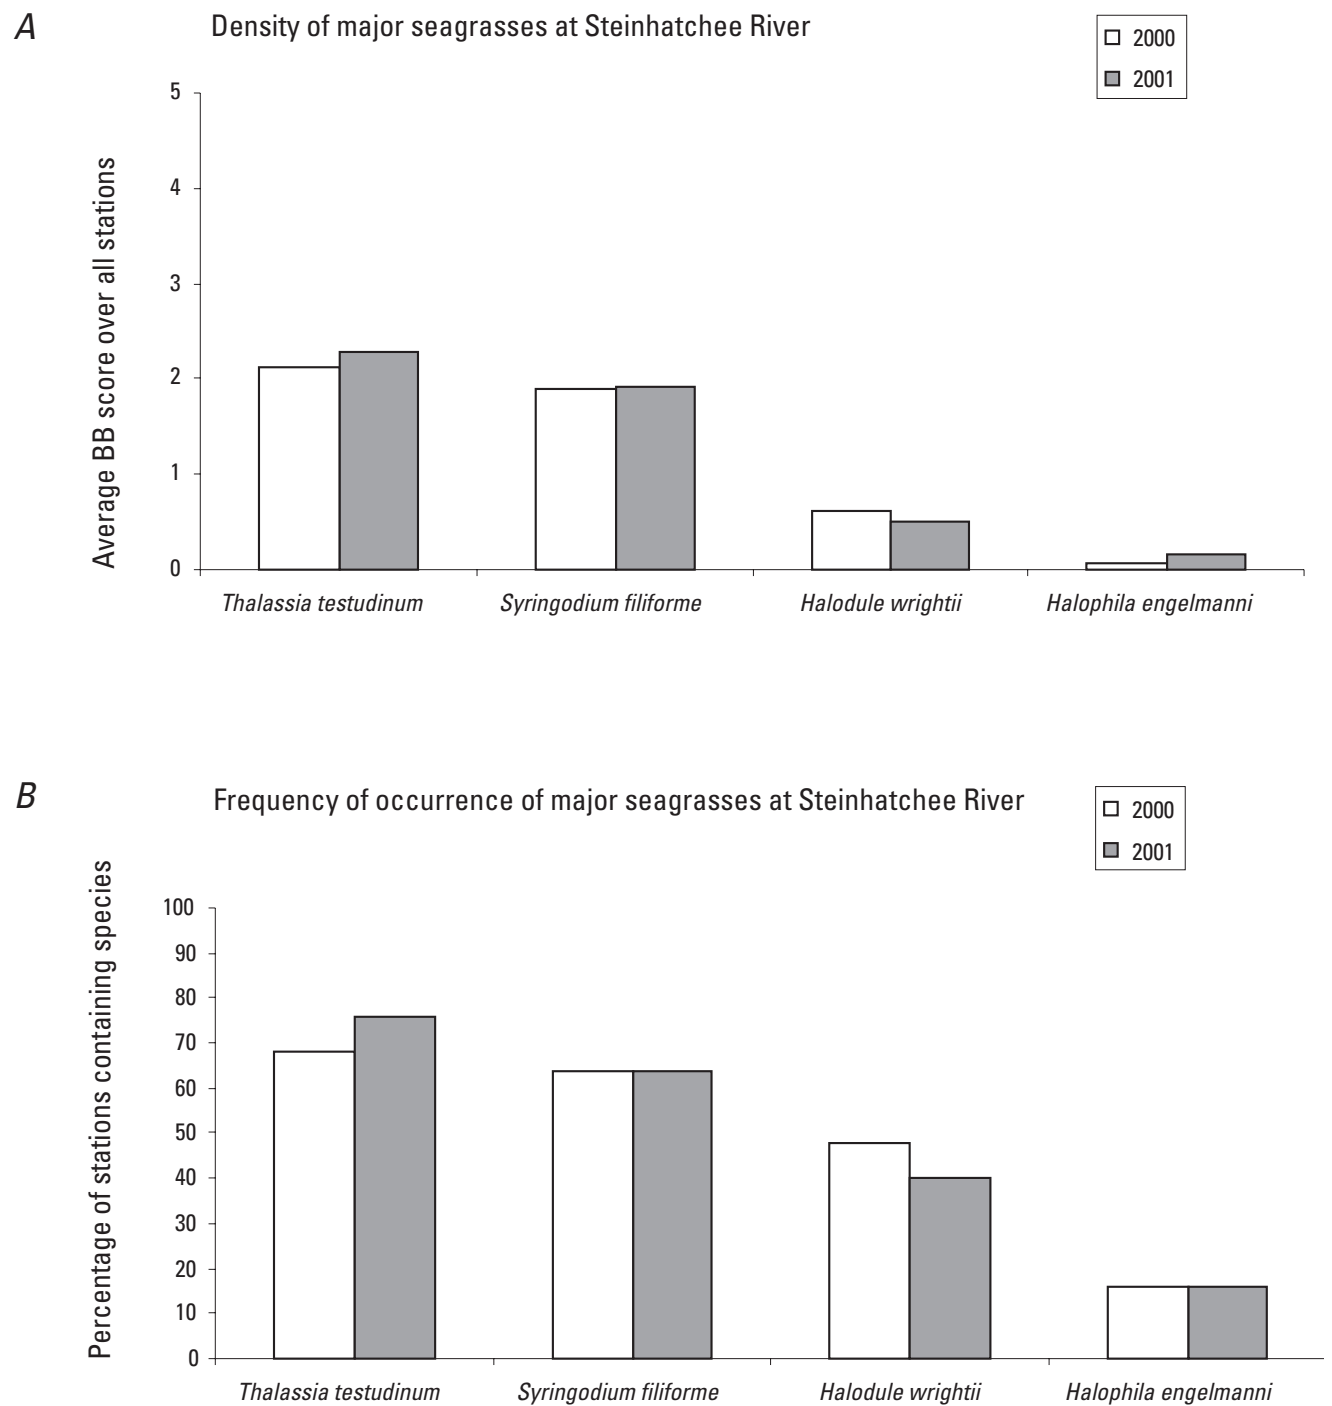 A
Density of major seagrasses at Steinhatchee River
2000
2001
Average BB score over all stations
5
4
3
2
1
0
Thalassia testudinum
Syringodium filiforme
Halodule wrightii
Halophila engelmanni
B
Frequency of occurrence of major seagrasses at Steinhatchee River
2000
2001
Percentage of stations containing species
100
90
80
70
60
50
40
30
20
10
0
Thalassia testudinum
Syringodium filiforme
Halodule wrightii
Halophila engelmanni